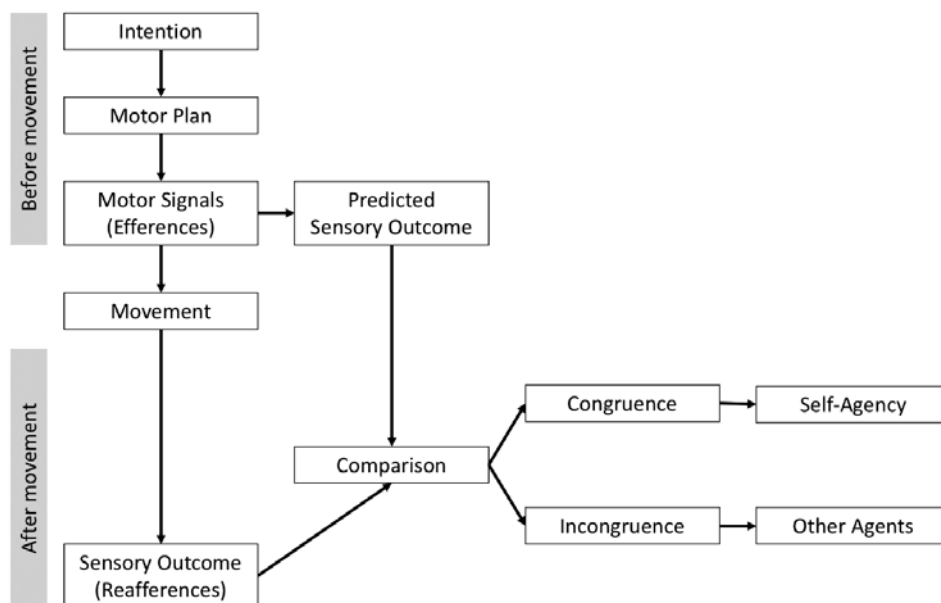 Before movement
Intention
Motor Plan
Motor Signals
(Efferences)
Predicted
Sensory Outcome
Movement
After movement
Congruence
Self-Agency
Comparison
Incongruence
Other Agents
Sensory Outcome
(Reafferences)